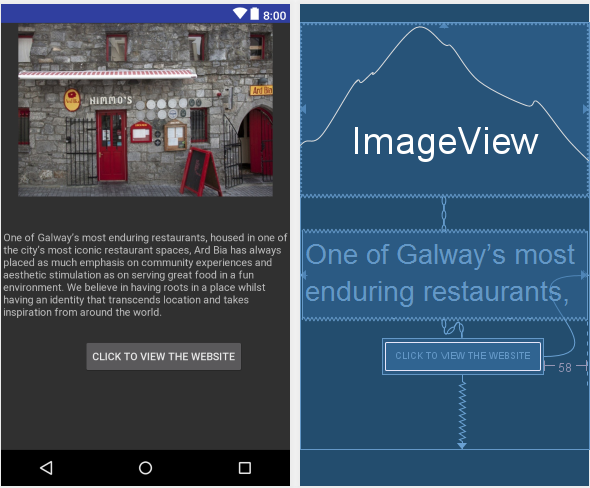 8:00
HIMMO'S
Ard Bia
One of Galway's most enduring restaurants, housed in one of
the city's most iconic restaurant spaces, Ard Bia has always
placed as much emphasis on community experiences and
aesthetic stimulation as on serving great food in a fun
environment. We believe in having roots in a place whilst
having an identity that transcends location and takes
inspiration from around the world.
CLICK TO VIEW THE WEBSITE
ImageView
One of Galway's most
enduring restaurants,
CLICK TO VIEW THE WEBSITE
58